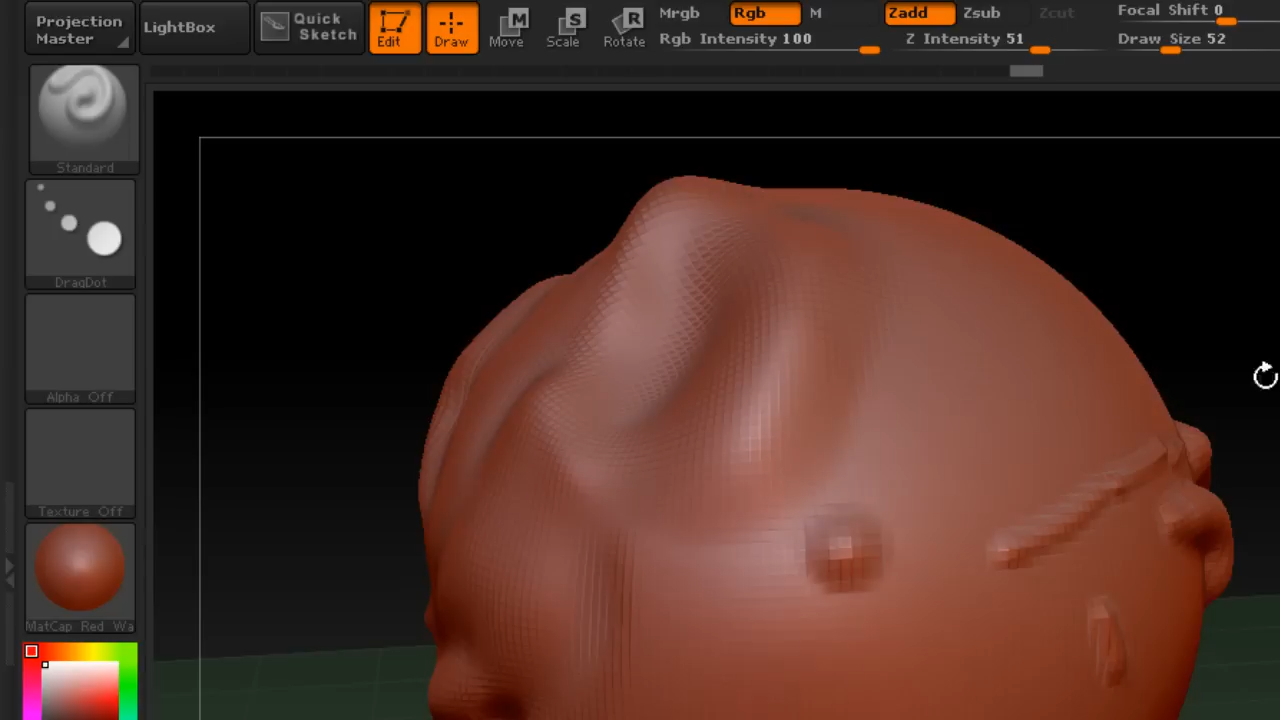 Projection
Master
LightBox
Quick
Sketch
Edit
Draw
M
Move
S
Scale
R
Rotate
Mrgb
Rgb
M
Rgb Intensity 100
Zadd
Zsub
Zcut
Z Intensity 51
Focal Shift 0
Draw Size 52
Standard
DragDot
Alpha Off
Texture Off
MatCap Red Wa